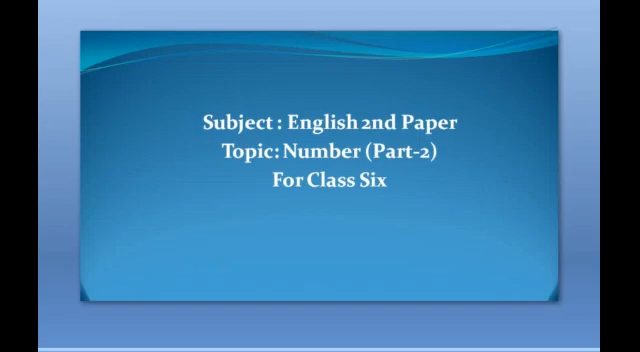 Subject : English 2nd Paper
Topic: Number (Part-2)
For Class Six